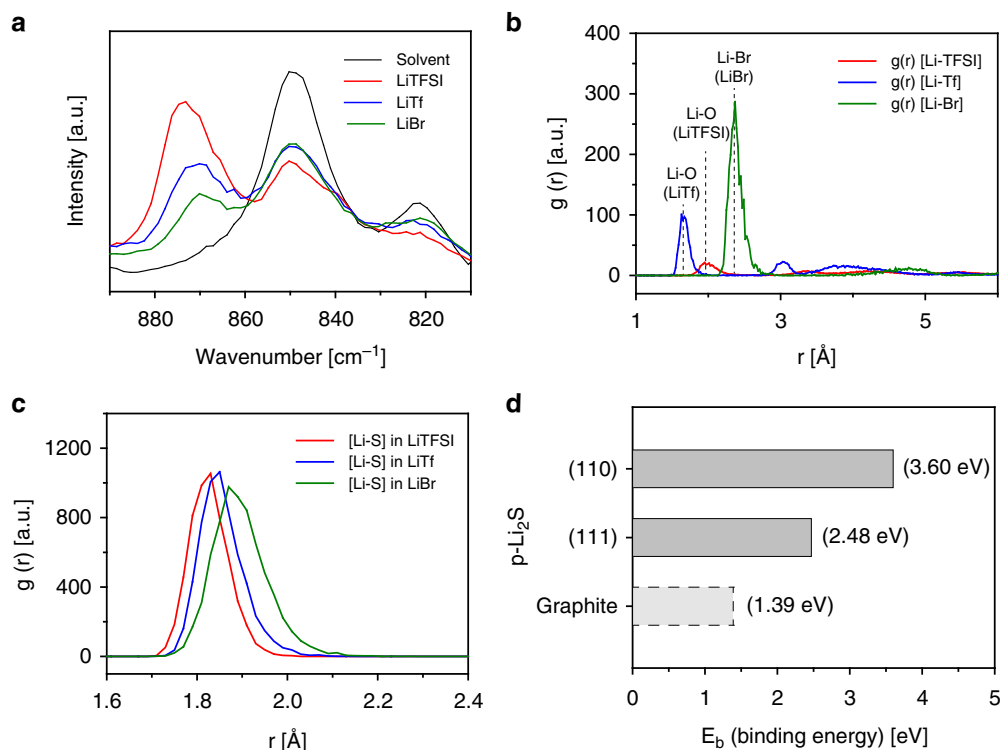 a
Intensity [a.u.]
Solvent
LiTFSI
LiTf
LiBr
880
860
840
820
Wavenumber [cm⁻¹]
b
g (r) [a.u.]
400
300
200
100
0
Li-Br
(LiBr)
Li-O
(LiTFSI)
Li-O
(LiTf)
g(r) [Li-TFSI]
g(r) [Li-Tf]
g(r) [Li-Br]
1
3
5
r [Å]
c
g (r) [a.u.]
1200
900
600
300
0
[Li-S] in LiTFSI
[Li-S] in LiTf
[Li-S] in LiBr
1.6
1.8
2.0
2.2
2.4
r [Å]
d
p-Li₂S
(110)
(3.60 eV)
(111)
(2.48 eV)
Graphite
(1.39 eV)
0
1
2
3
4
5
E_b (binding energy) [eV]